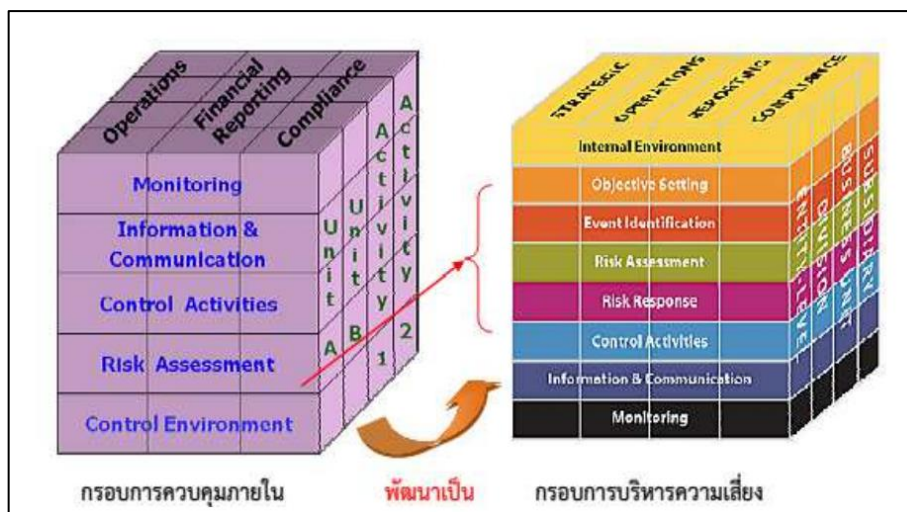 Operations
Financial
Reporting
Compliance
Monitoring
Information &
Communication
Control Activities
Risk Assessment
Control Environment
Unit A
Unit B
Activity 1
Activity 2
STRATEGIC
OPERATIONS
REPORTING
COMPLIANCE
Internal Environment
Objective Setting
Event Identification
Risk Assessment
Risk Response
Control Activities
Information & Communication
Monitoring
ENTITY-LEVEL
DIVISION
BUSINESS UNIT
SUBSIDIARY
กรอบการควบคุมภายใน
พัฒนาเป็น
กรอบการบริหารความเสี่ยง